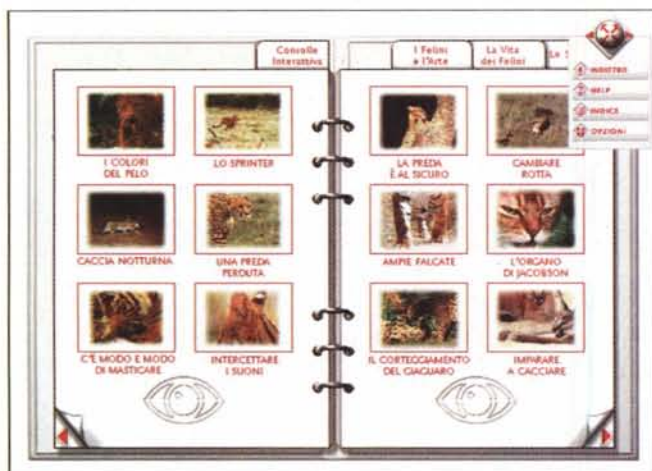 Consolle
Interattiva
I Felini
e l'Arte
La Vita
dei Felini
INDIETRO
HELP
INDICE
OPZIONI
I COLORI
DEL PELO
LO SPRINTER
CACCIA NOTTURNA
UNA PREDA
PERDUTA
C'È MODO E MODO
DI MASTICARE
INTERCETTARE
I SUONI
LA PREDA
È AL SICURO
CAMBIARE
ROTTA
AMPIE FALCATE
L'ORGANO
DI JACOBSON
IL CORTEGGIAMENTO
DEL GIAGUARO
IMPARARE
A CACCIARE